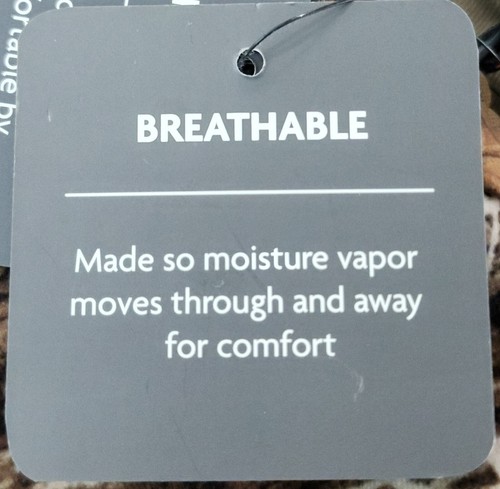 BREATHABLE
Made so moisture vapor
moves through and away
for comfort